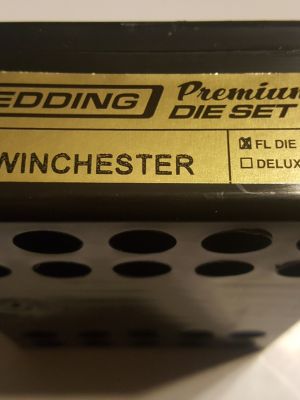 EDDING Premium
DIE SET
WINCHESTER
☒ FL DIE
☐ DELUX